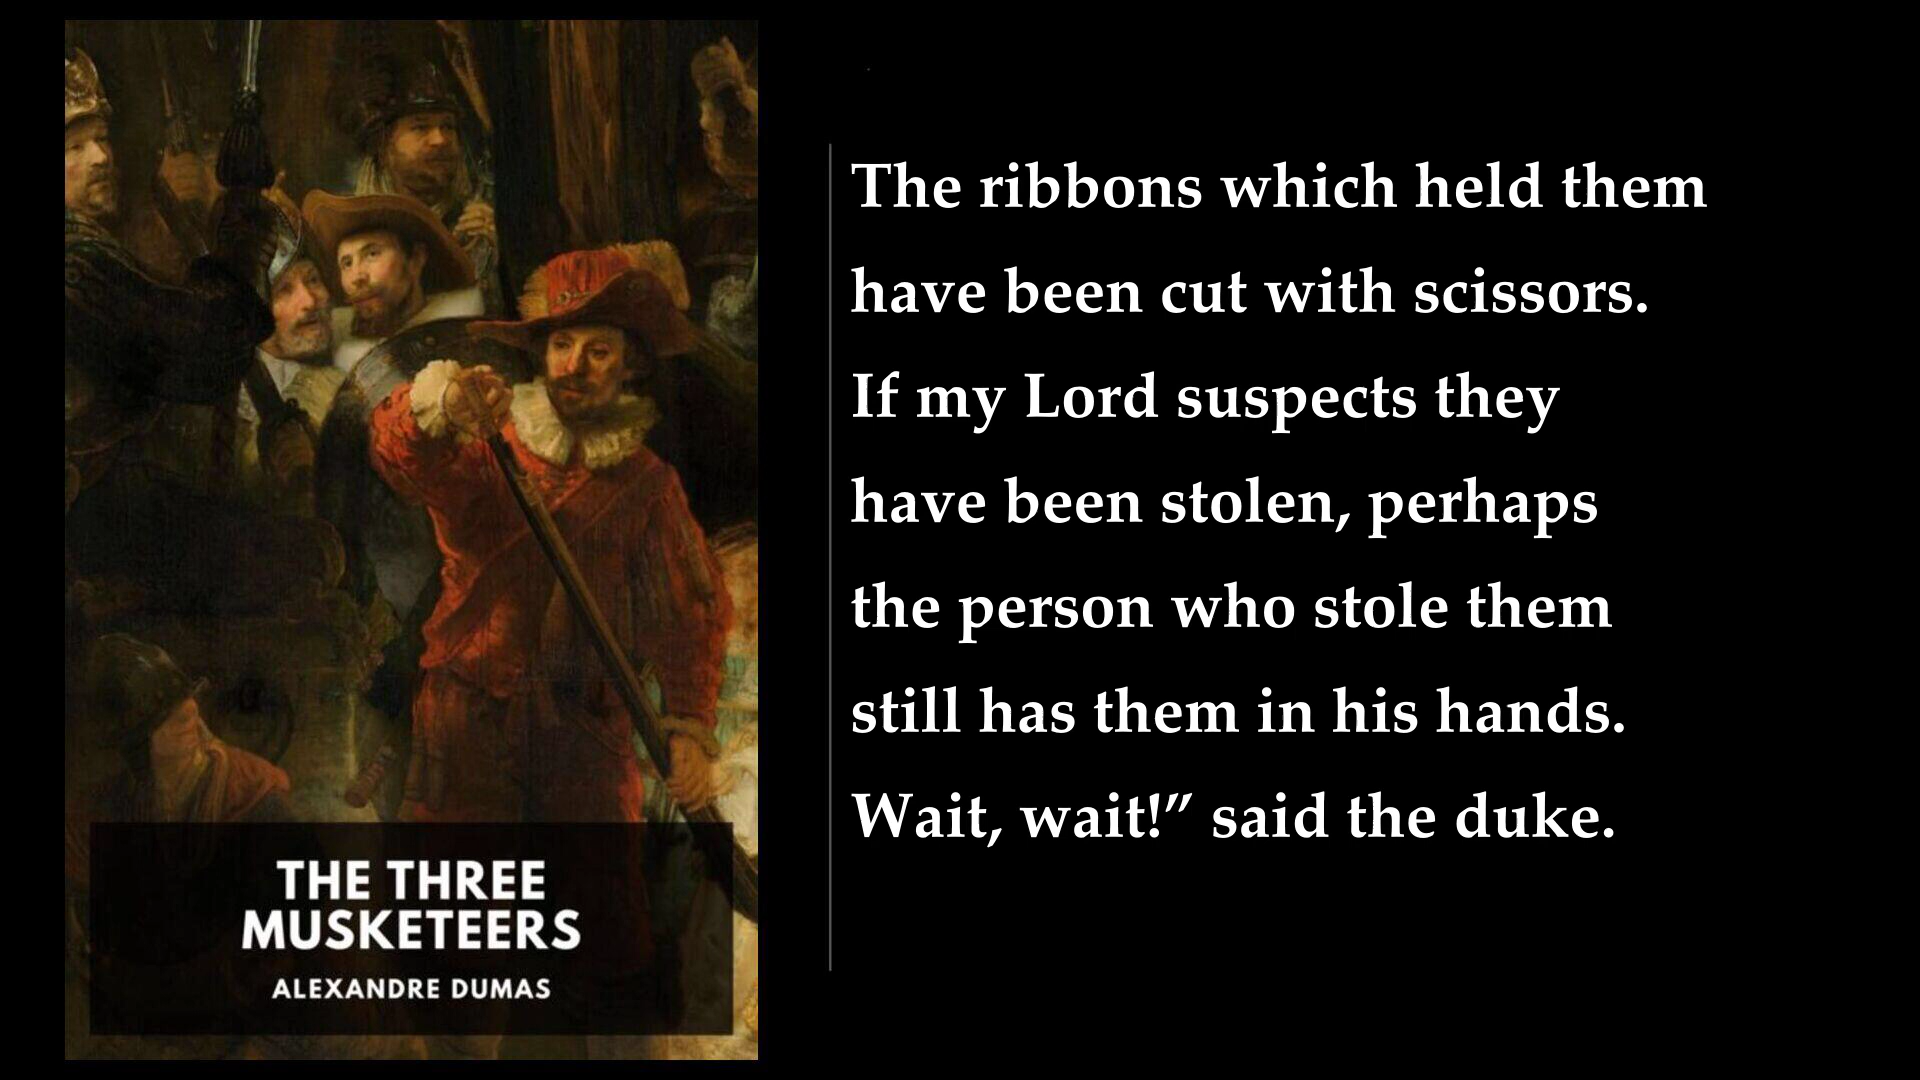 THE THREE
MUSKETEERS
ALEXANDRE DUMAS
The ribbons which held them
have been cut with scissors.
If my Lord suspects they
have been stolen, perhaps
the person who stole them
still has them in his hands.
Wait, wait!” said the duke.